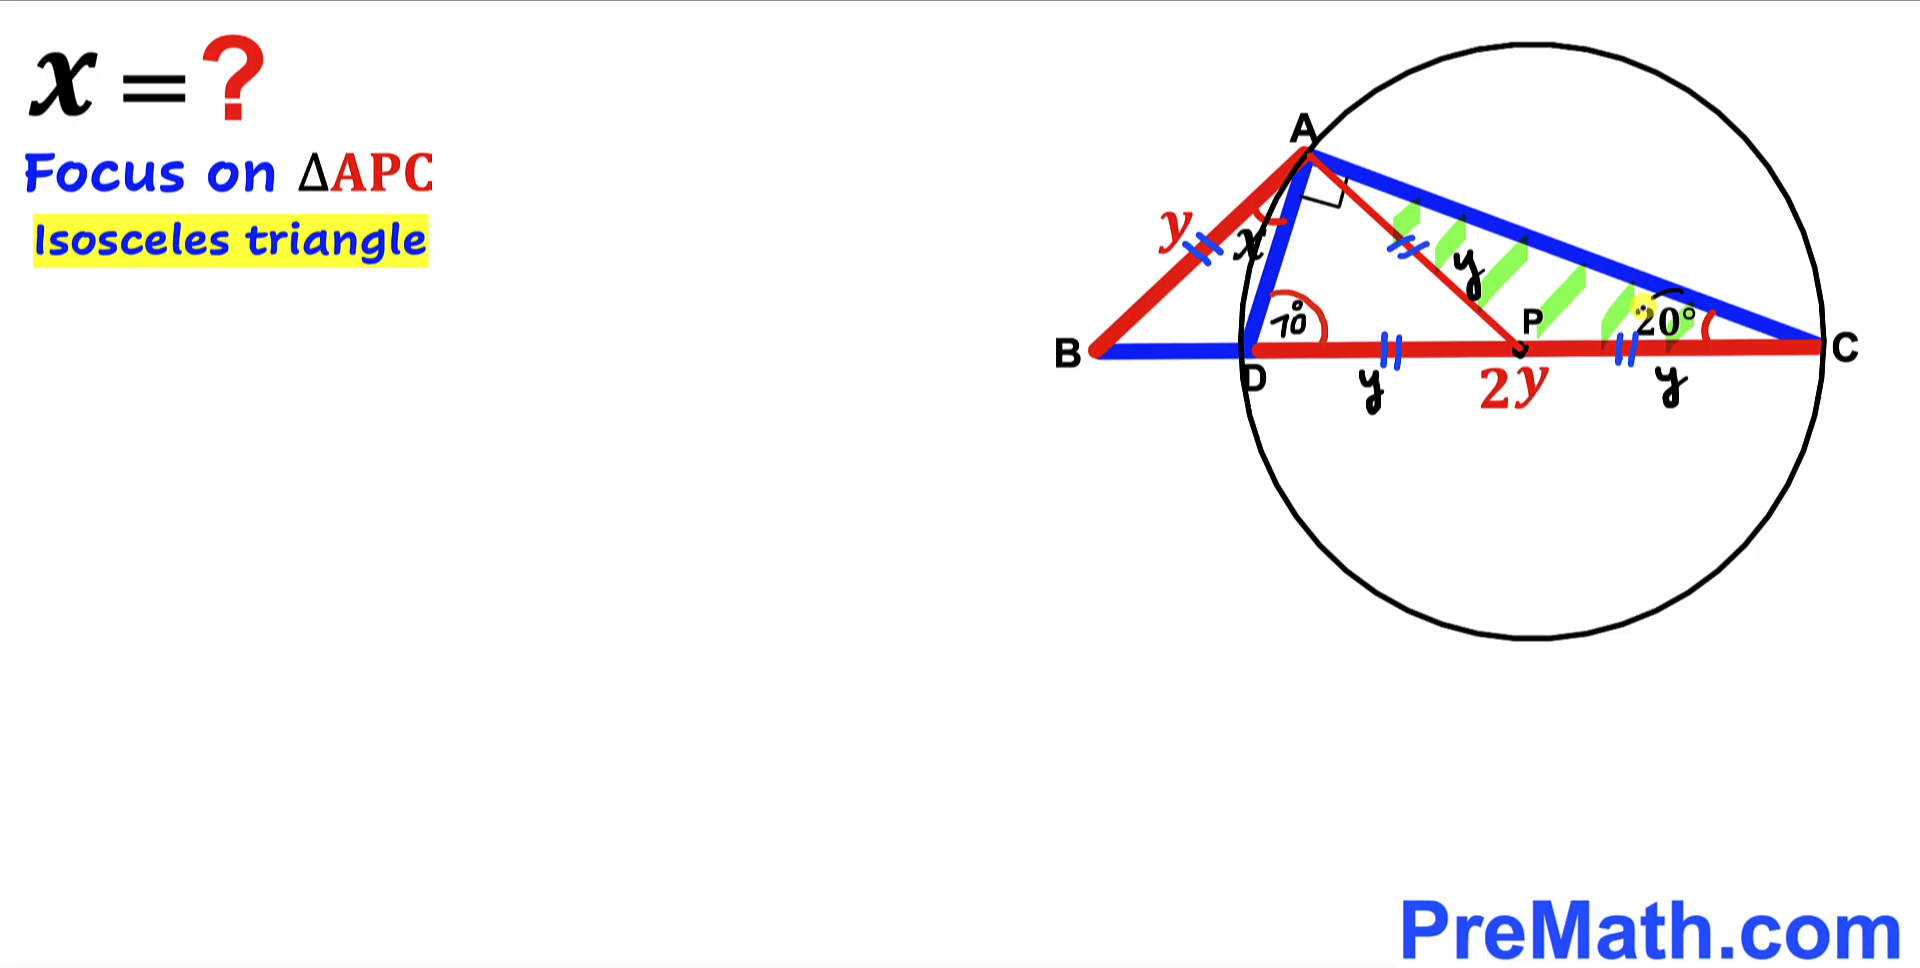 x = ?
Focus on ΔAPC
Isosceles triangle
A
y
x
y
70°
P
20°
B
C
D
y
2y
y
PreMath.com